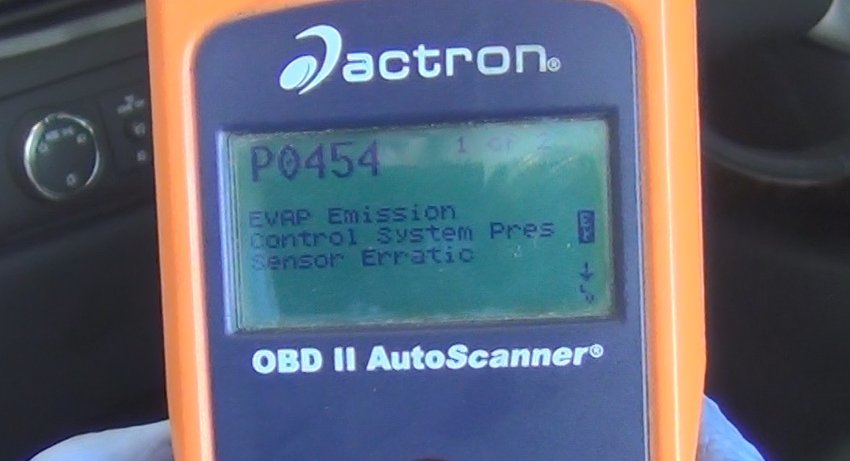 actron®
P0454 1 of 2
EVAP Emission
Control System Pres
Sensor Erratic
OBD II AutoScanner®